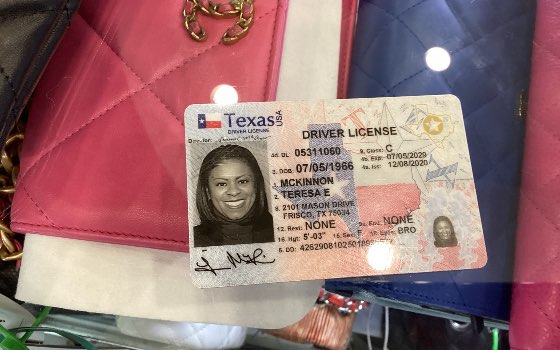 Texas USA
DRIVER LICENSE
Director:
DRIVER LICENSE
4d. DL: 05311060 9. Class: C
3. DOB: 07/05/1966 4b. Exp: 07/05/2029
4a. Iss: 12/08/2020
1. MCKINNON
2. TERESA E
8. 2101 MASON DRIVE
FRISCO, TX 75034
12. Rest: NONE 9a. End: NONE
16. Hgt: 5'-03" 15. Sex: F 18. Eyes: BRO
5. DD: